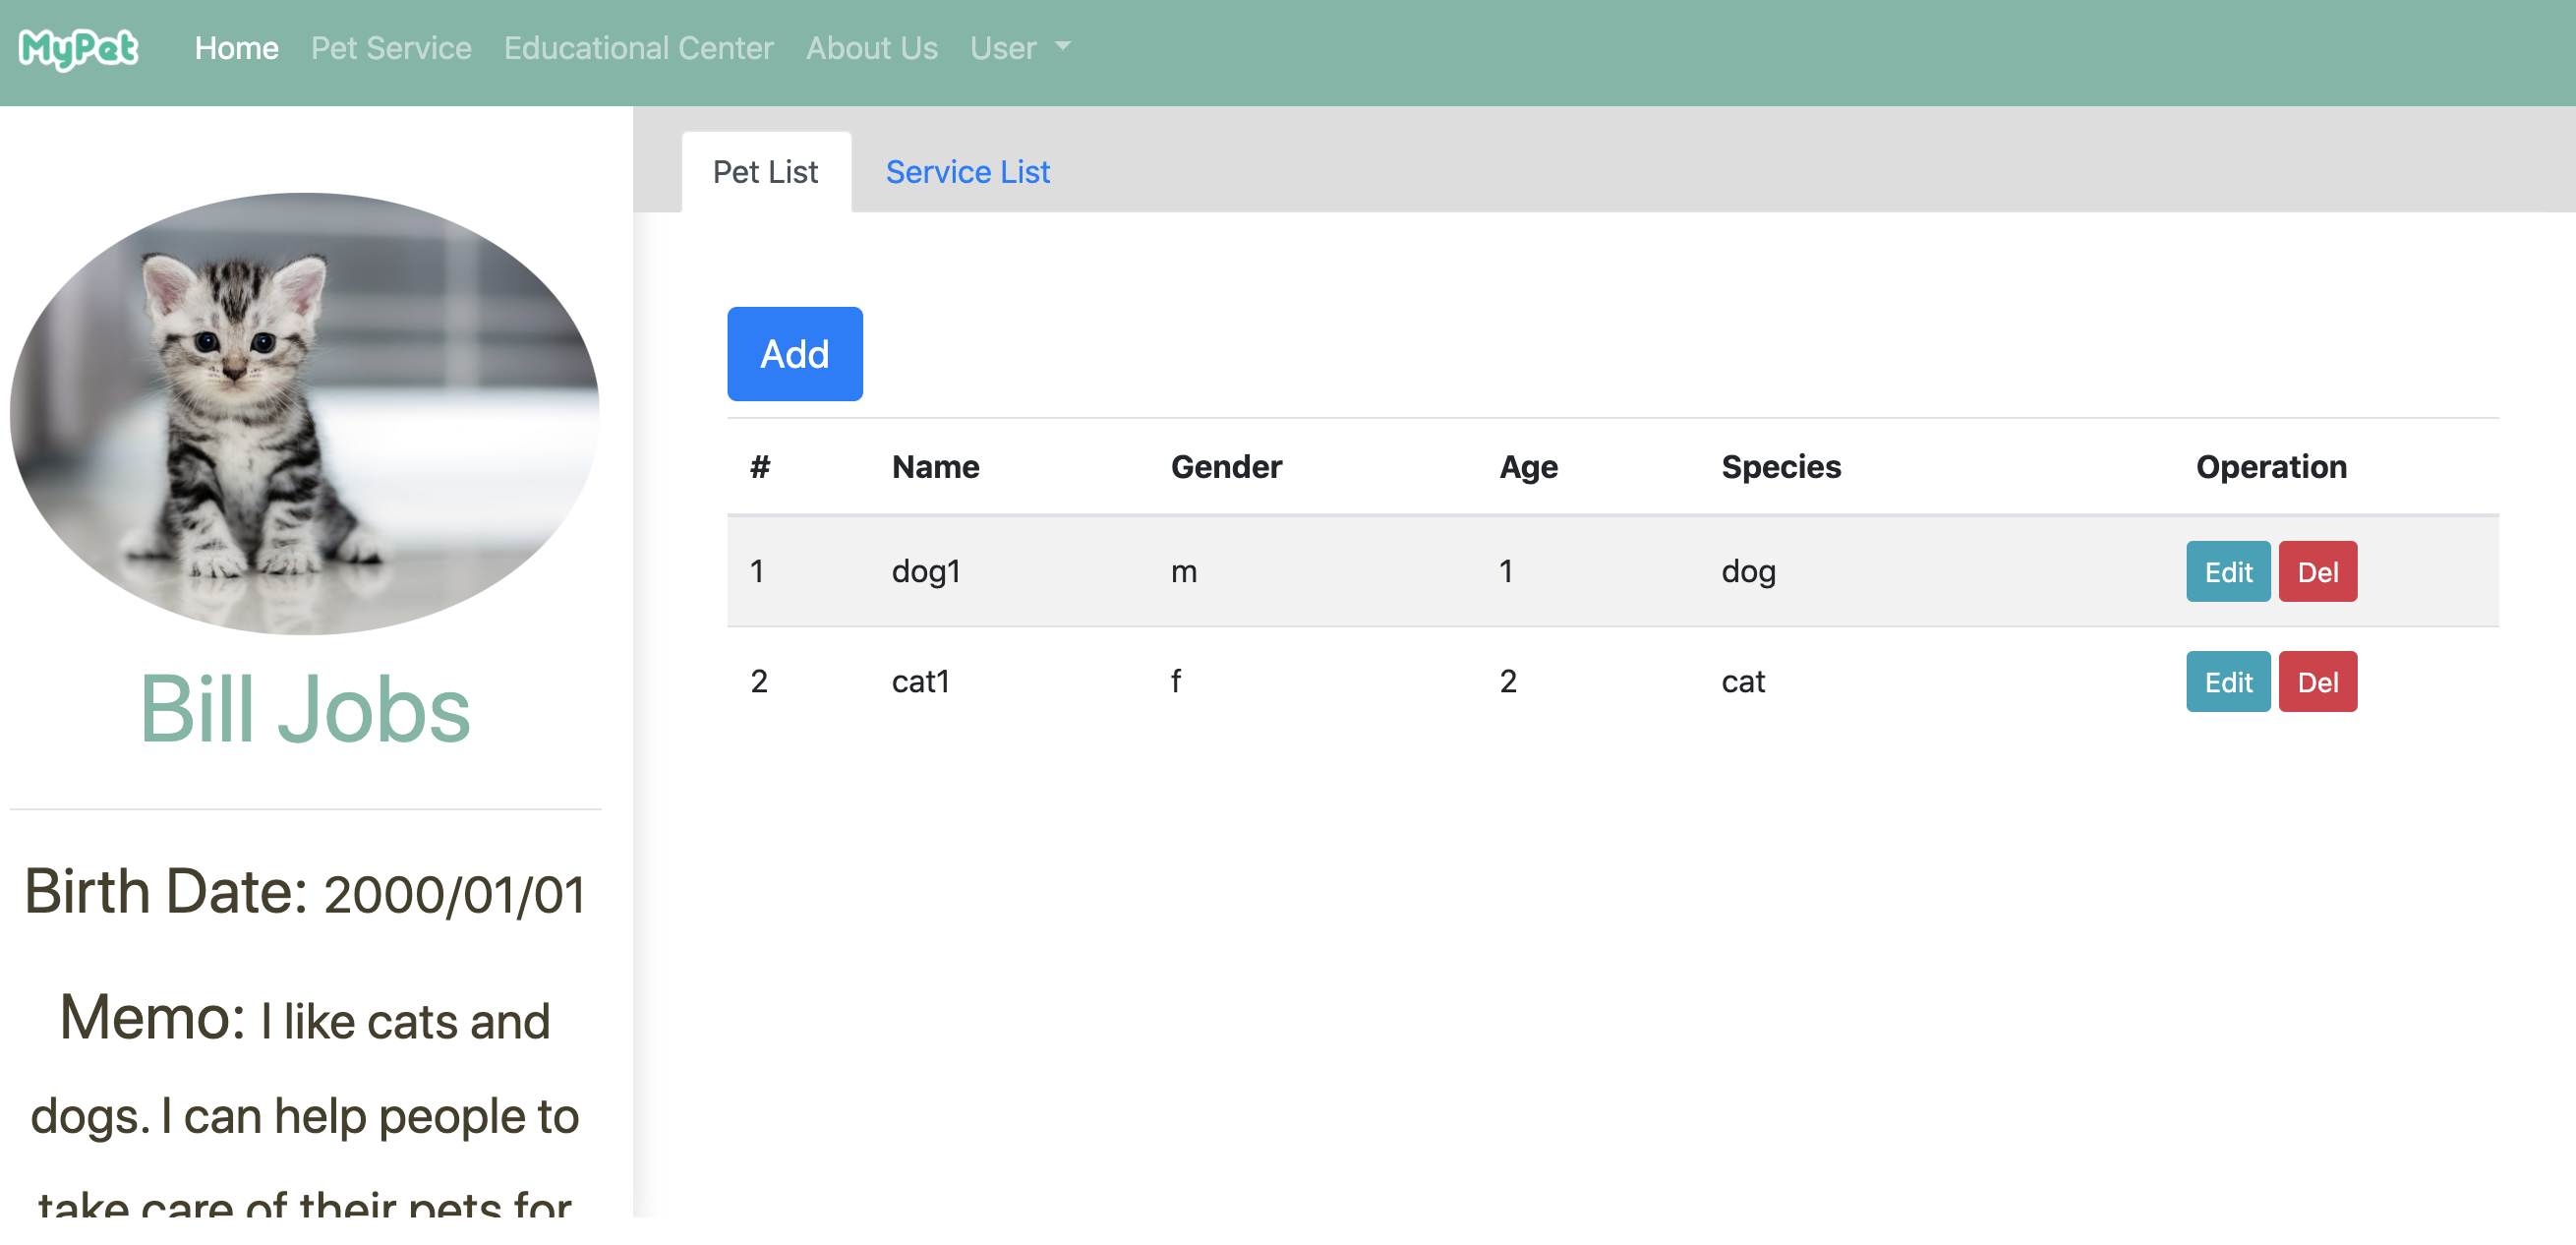 MyPet Home Pet Service Educational Center About Us User
Pet List Service List
Add
# Name Gender Age Species Operation
1 dog1 m 1 dog Edit Del
2 cat1 f 2 cat Edit Del
Bill Jobs
Birth Date: 2000/01/01
Memo: I like cats and
dogs. I can help people to
take care of their pets for